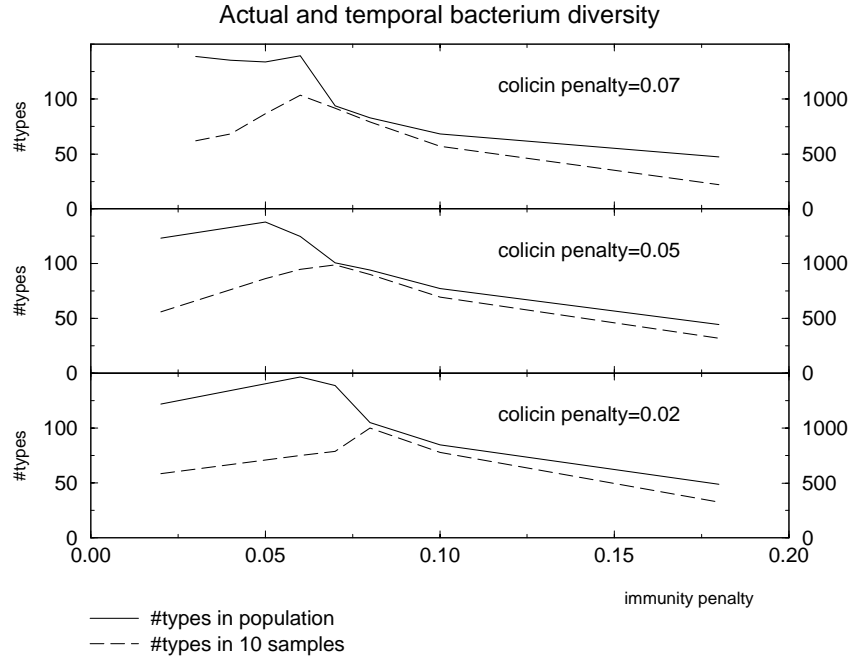 Actual and temporal bacterium diversity
colicin penalty=0.07
#types
100
50
0
1000
500
0
colicin penalty=0.05
#types
100
50
0
1000
500
0
colicin penalty=0.02
#types
100
50
0
1000
500
0
0.00 0.05 0.10 0.15 0.20
immunity penalty
#types in population
#types in 10 samples